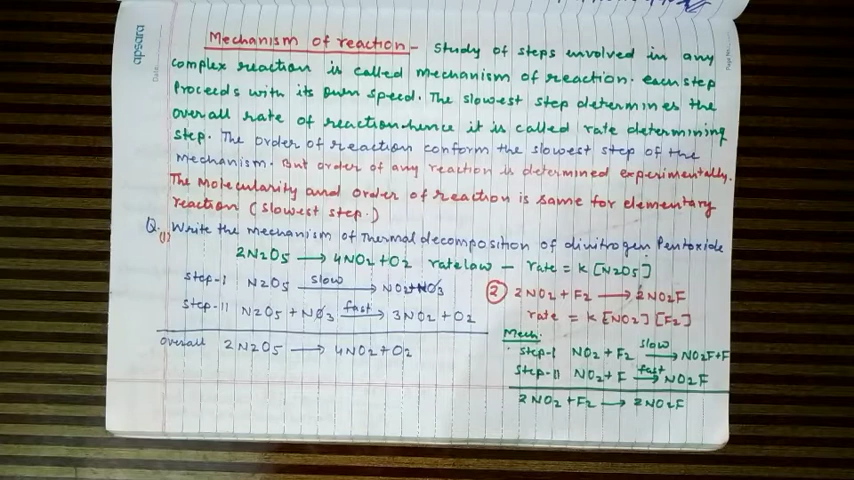 apsara
Date:
Page No.:
Mechanism of reaction - Study of steps involved in any
complex reaction is called mechanism of reaction. each step
Proceeds with its own speed. The slowest step determines the
overall rate of reaction hence it is called rate determining
step. The order of reaction conform the slowest step of the
mechanism. But order of any reaction is determined experimentally.
The Molecularity and order of reaction is same for elementary
reaction (slowest step.)
Q. (1) Write the mechanism of Thermal decomposition of dinitrogen Pentoxide
2N2O5 ⟶ 4NO2+O2 rate law - rate = K [N2O5]
Step-I N2O5 slow⟶ NO2+NO3
Step-II N2O5 + NO3 fast⟶ 3NO2 + O2
overall 2N2O5 ⟶ 4NO2+O2
(2) 2NO2 + F2 ⟶ 2NO2F
rate = K [NO2] [F2]
Mech.
Step-I NO2 + F2 slow⟶ NO2F+F
Step-II NO2+F fast⟶ NO2F
2NO2 + F2 ⟶ 2NO2F